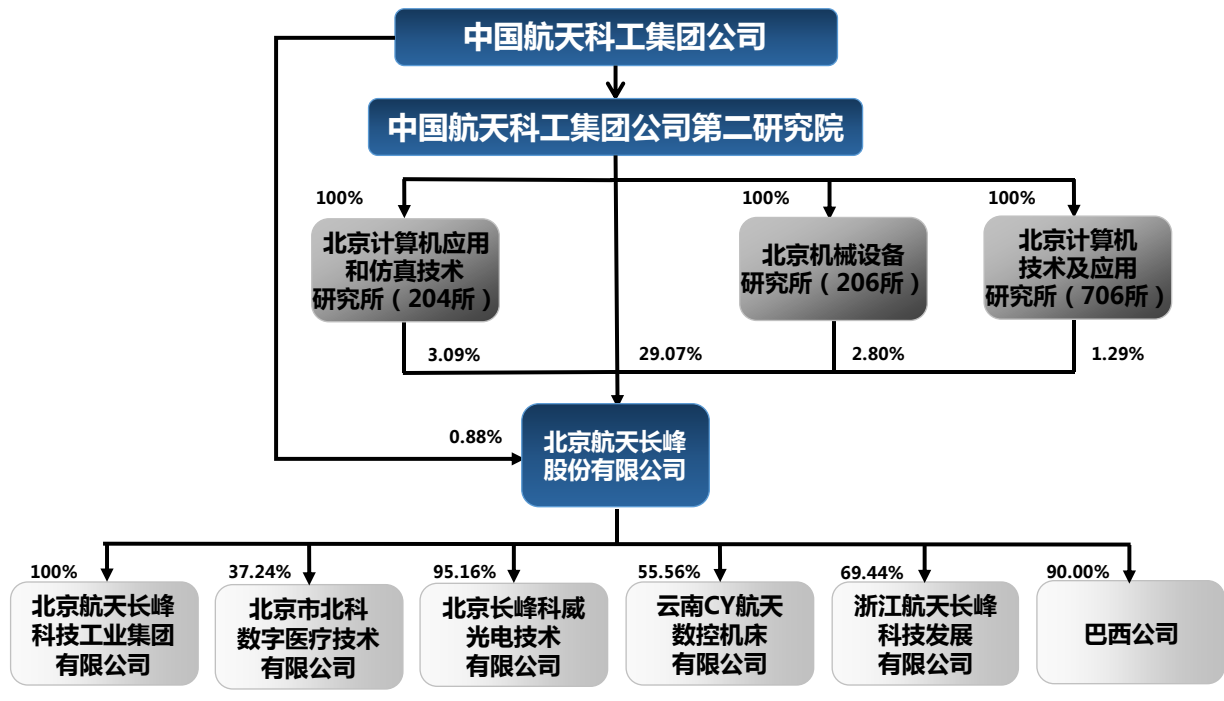 中国航天科工集团公司
中国航天科工集团公司第二研究院
100%
100%
100%
北京计算机应用
和仿真技术
研究所（204所）
北京机械设备
研究所（206所）
北京计算机
技术及应用
研究所（706所）
3.09%
29.07%
2.80%
1.29%
0.88%
北京航天长峰
股份有限公司
100%
37.24%
95.16%
55.56%
69.44%
90.00%
北京航天长峰
科技工业集团
有限公司
北京市北科
数字医疗技术
有限公司
北京长峰科威
光电技术
有限公司
云南CY航天
数控机床
有限公司
浙江航天长峰
科技发展
有限公司
巴西公司